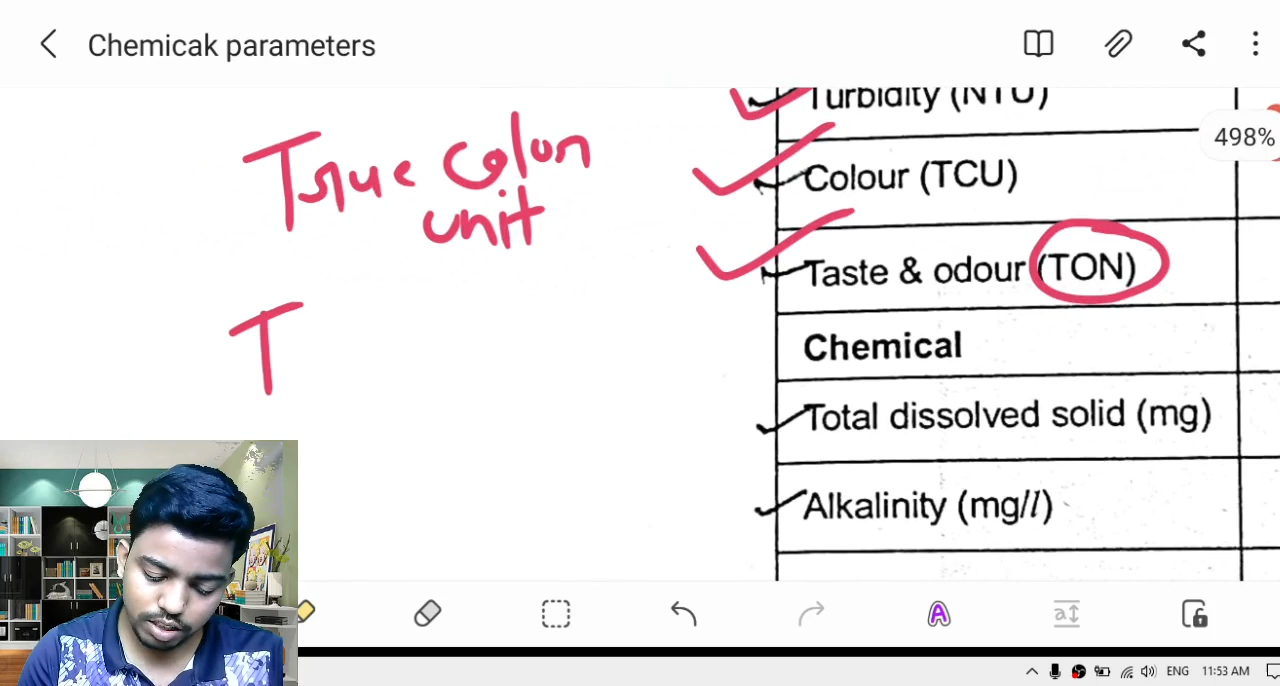 Chemicak parameters
Turbidity (NTU)
498%
True Colour
unit
Colour (TCU)
Taste & odour (TON)
T
Chemical
Total dissolved solid (mg)
Alkalinity (mg/l)
A
a
ENG 11:53 AM